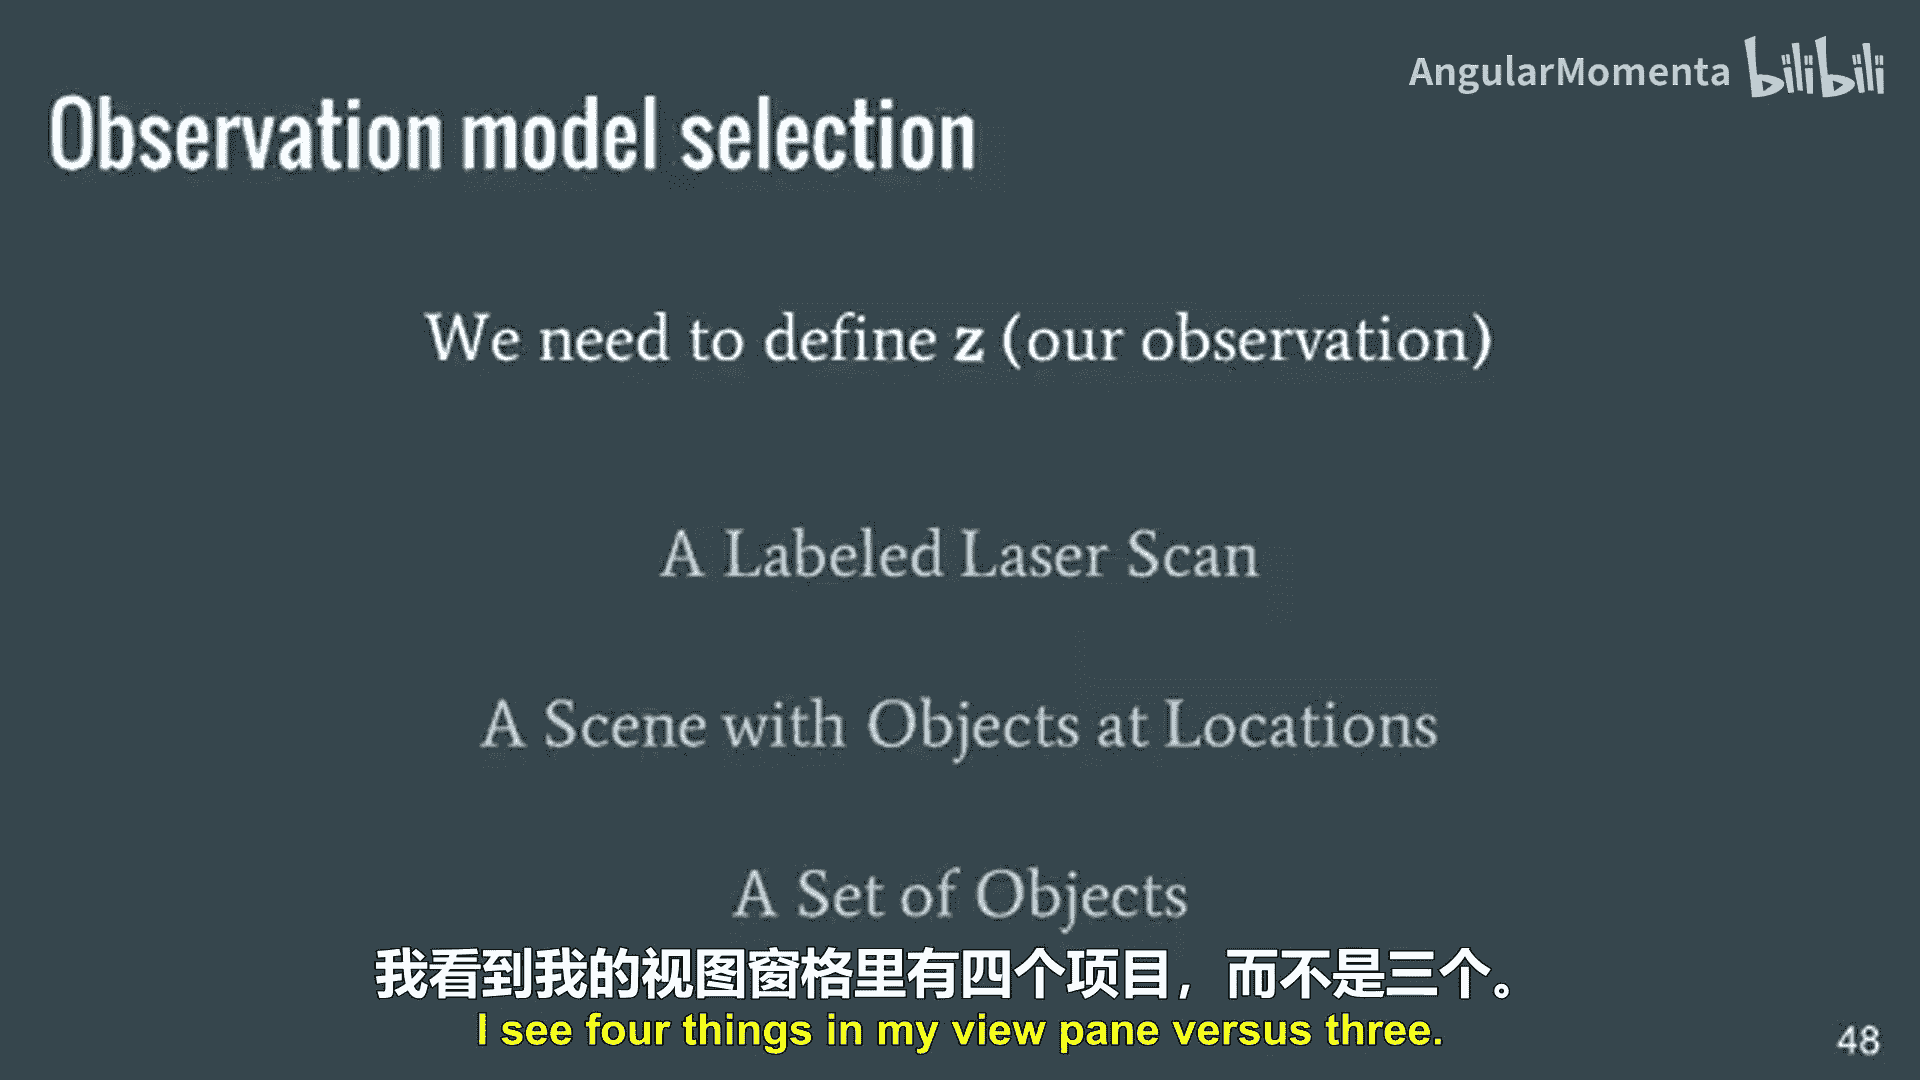 AngularMomenta bilibili
Observation model selection
We need to define z (our observation)
A Labeled Laser Scan
A Scene with Objects at Locations
A Set of Objects
我看到我的视图窗格里有四个项目，而不是三个。
I see four things in my view pane versus three.
48